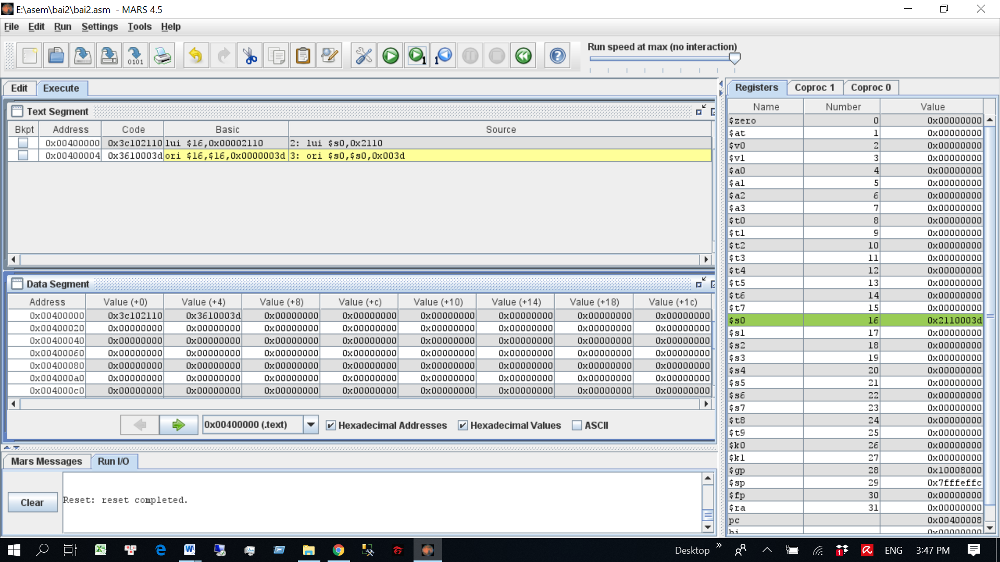 E:\asem\bai2\bai2.asm - MARS 4.5
File Edit Run Settings Tools Help
Run speed at max (no interaction)
Edit Execute
Text Segment
Bkpt Address Code Basic Source
0x00400000 0x3c102110 lui $16,0x00002110 2: lui $s0,0x2110
0x00400004 0x3610003d ori $16,$16,0x0000003d 3: ori $s0,$s0,0x003d
Data Segment
Address Value (+0) Value (+4) Value (+8) Value (+c) Value (+10) Value (+14) Value (+18) Value (+1c)
0x00400000 0x3c102110 0x3610003d 0x00000000 0x00000000 0x00000000 0x00000000 0x00000000 0x00000000
0x00400020 0x00000000 0x00000000 0x00000000 0x00000000 0x00000000 0x00000000 0x00000000 0x00000000
0x00400040 0x00000000 0x00000000 0x00000000 0x00000000 0x00000000 0x00000000 0x00000000 0x00000000
0x00400060 0x00000000 0x00000000 0x00000000 0x00000000 0x00000000 0x00000000 0x00000000 0x00000000
0x00400080 0x00000000 0x00000000 0x00000000 0x00000000 0x00000000 0x00000000 0x00000000 0x00000000
0x004000a0 0x00000000 0x00000000 0x00000000 0x00000000 0x00000000 0x00000000 0x00000000 0x00000000
0x004000c0 0x00000000 0x00000000 0x00000000 0x00000000 0x00000000 0x00000000 0x00000000 0x00000000
0x00400000 (.text) Hexadecimal Addresses Hexadecimal Values ASCII
Mars Messages Run I/O
Clear
Reset: reset completed.
Registers Coproc 1 Coproc 0
Name Number Value
$zero 0 0x00000000
$at 1 0x00000000
$v0 2 0x00000000
$v1 3 0x00000000
$a0 4 0x00000000
$a1 5 0x00000000
$a2 6 0x00000000
$a3 7 0x00000000
$t0 8 0x00000000
$t1 9 0x00000000
$t2 10 0x00000000
$t3 11 0x00000000
$t4 12 0x00000000
$t5 13 0x00000000
$t6 14 0x00000000
$t7 15 0x00000000
$s0 16 0x2110003d
$s1 17 0x00000000
$s2 18 0x00000000
$s3 19 0x00000000
$s4 20 0x00000000
$s5 21 0x00000000
$s6 22 0x00000000
$s7 23 0x00000000
$t8 24 0x00000000
$t9 25 0x00000000
$k0 26 0x00000000
$k1 27 0x00000000
$gp 28 0x10008000
$sp 29 0x7fffeffc
$fp 30 0x00000000
$ra 31 0x00000000
pc 0x00400008
hi 0x00000000
Desktop ENG 3:47 PM